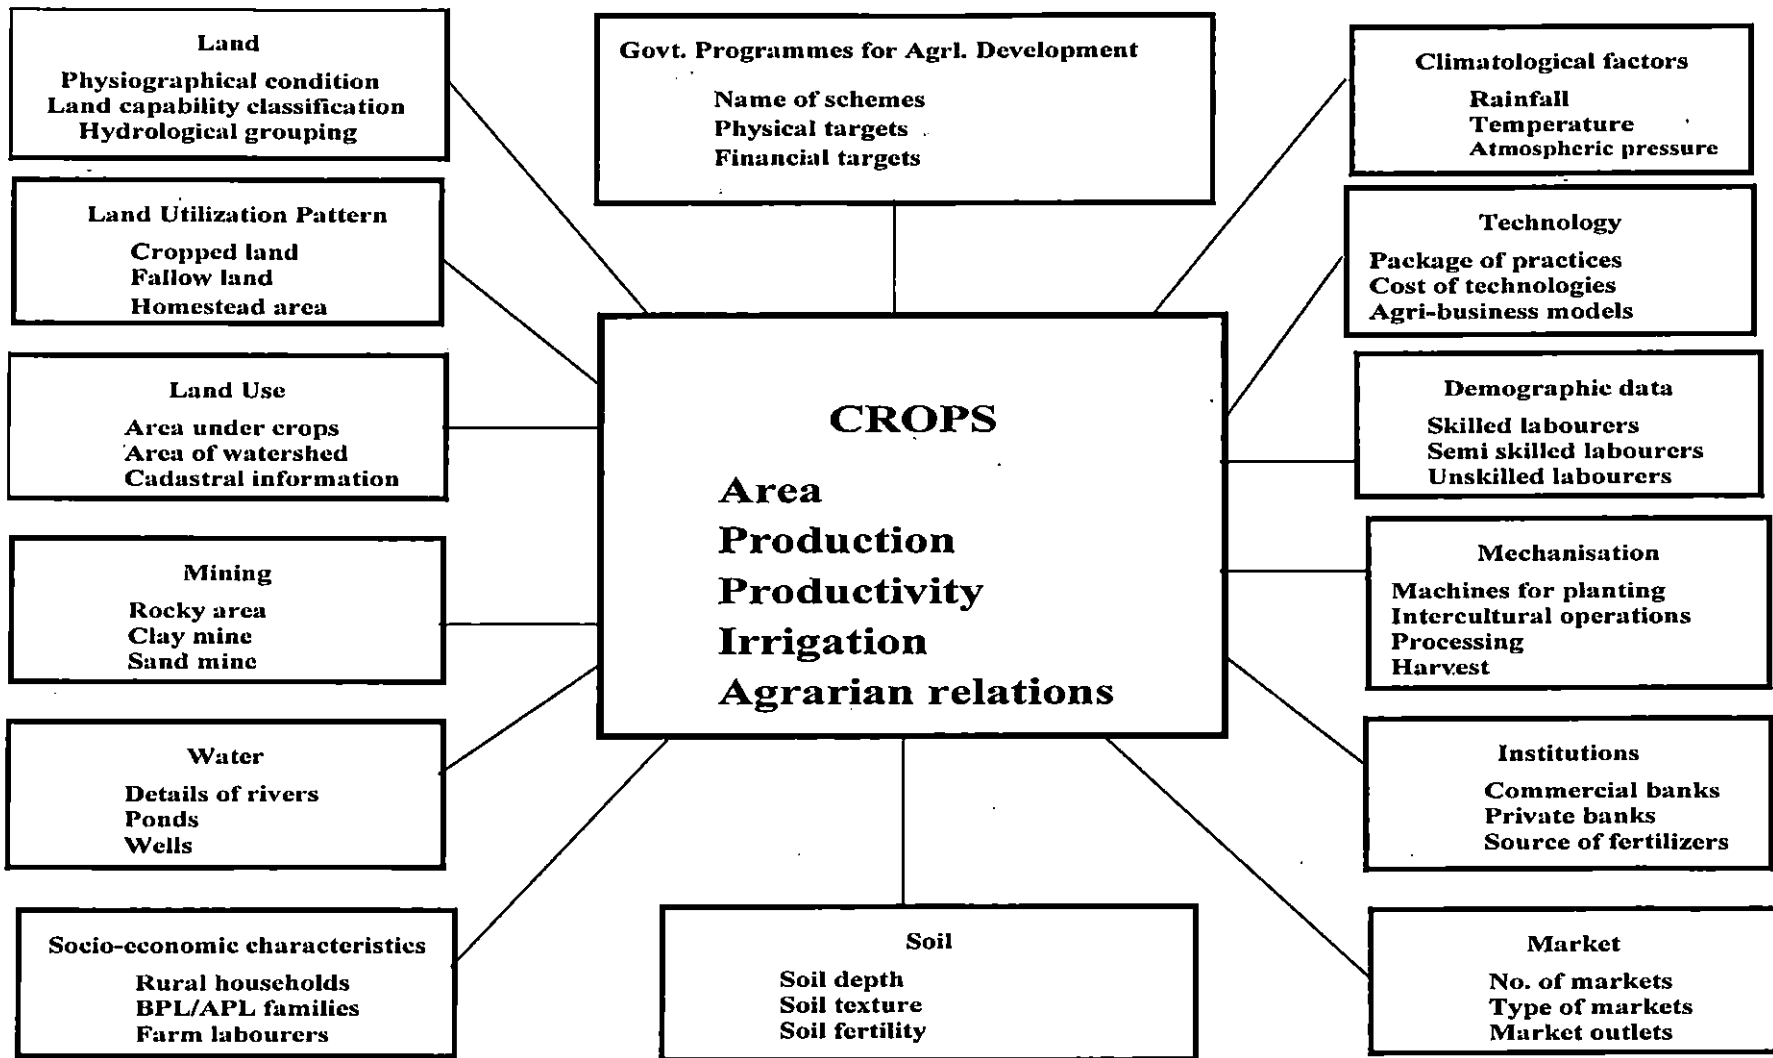 Land
Physiographical condition
Land capability classification
Hydrological grouping
Govt. Programmes for Agrl. Development
Name of schemes
Physical targets
Financial targets
Climatological factors
Rainfall
Temperature
Atmospheric pressure
Land Utilization Pattern
Cropped land
Fallow land
Homestead area
Technology
Package of practices
Cost of technologies
Agri-business models
Land Use
Area under crops
Area of watershed
Cadastral information
CROPS
Area
Production
Productivity
Irrigation
Agrarian relations
Demographic data
Skilled labourers
Semi skilled labourers
Unskilled labourers
Mining
Rocky area
Clay mine
Sand mine
Mechanisation
Machines for planting
Intercultural operations
Processing
Harvest
Water
Details of rivers
Ponds
Wells
Institutions
Commercial banks
Private banks
Source of fertilizers
Socio-economic characteristics
Rural households
BPL/APL families
Farm labourers
Soil
Soil depth
Soil texture
Soil fertility
Market
No. of markets
Type of markets
Market outlets